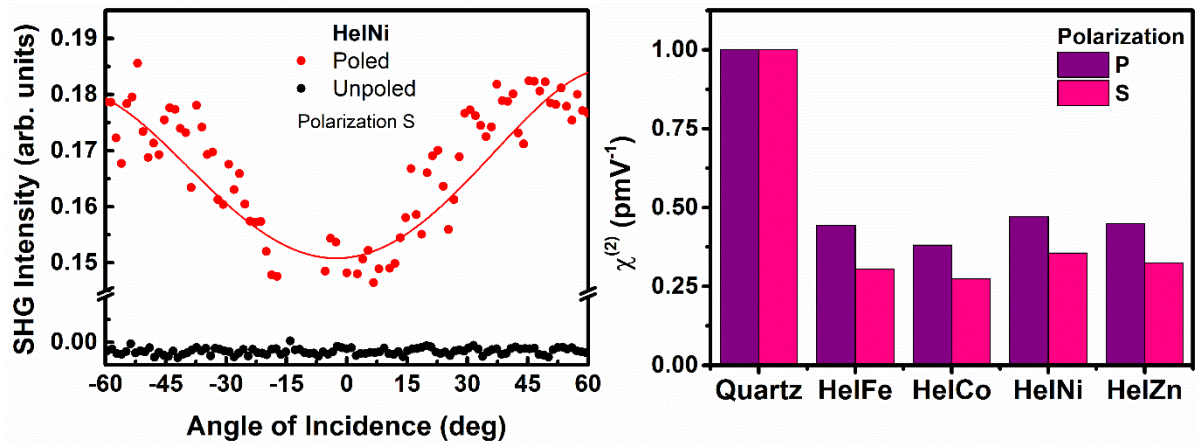 SHG Intensity (arb. units)
0.19
0.18
0.17
0.16
0.15
0.00
HelNi
Poled
Unpoled
Polarization S
-60 -45 -30 -15 0 15 30 45 60
Angle of Incidence (deg)
χ(2) (pmV-1)
1.00
0.75
0.50
0.25
0.00
Polarization
P
S
Quartz HelFe HelCo HelNi HelZn